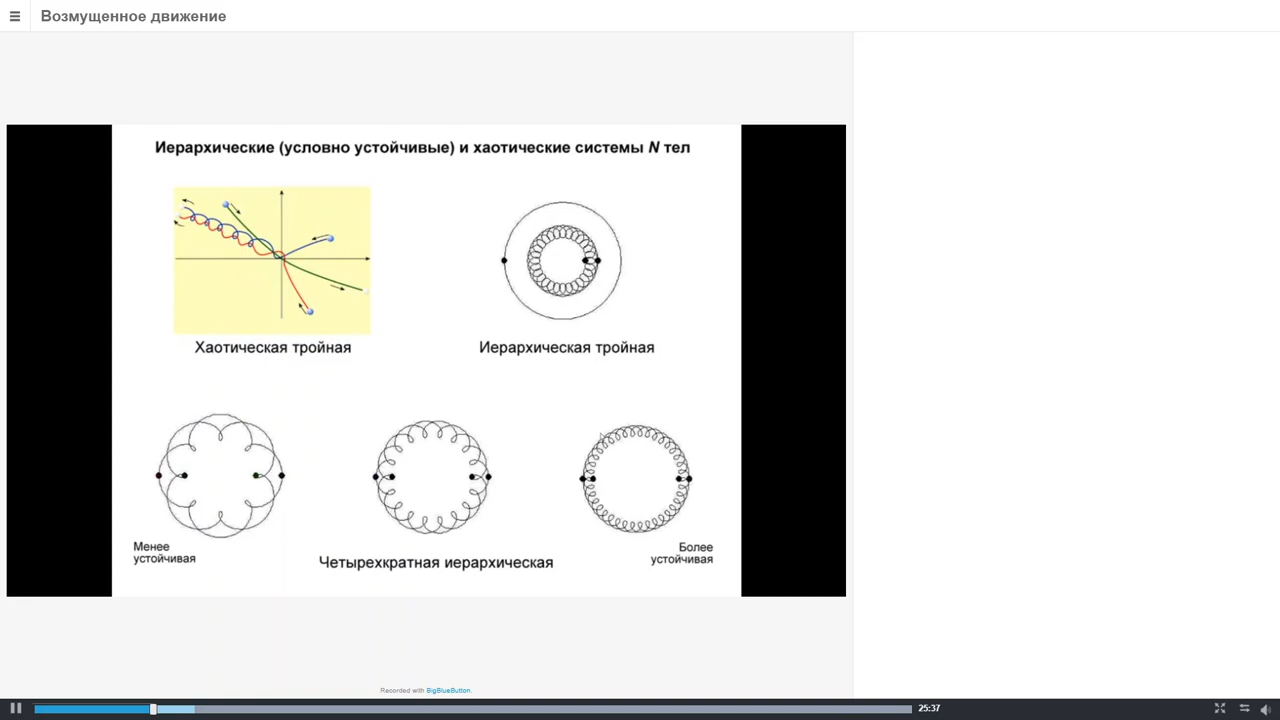 Возмущенное движение
Иерархические (условно устойчивые) и хаотические системы N тел
Хаотическая тройная
Иерархическая тройная
Менее
устойчивая
Четырехкратная иерархическая
Более
устойчивая
Recorded with BigBlueButton.
25:37